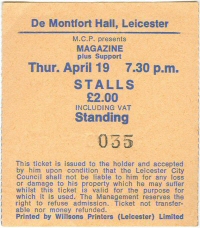 De Montfort Hall, Leicester
M.C.P. presents
MAGAZINE
plus Support
Thur. April 19 7.30 p.m.
STALLS
£2.00
INCLUDING VAT
Standing
035
This ticket is issued to the holder and accepted
by him upon condition that the Leicester City
Council shall not be liable to him for any loss
or damage to his property which he may suffer
whilst this ticket is valid for the purpose for
which it is used. The Management reserves the
right to refuse admission. Ticket not transfer-
able nor money refunded.
Printed by Willsons Printers (Leicester) Limited